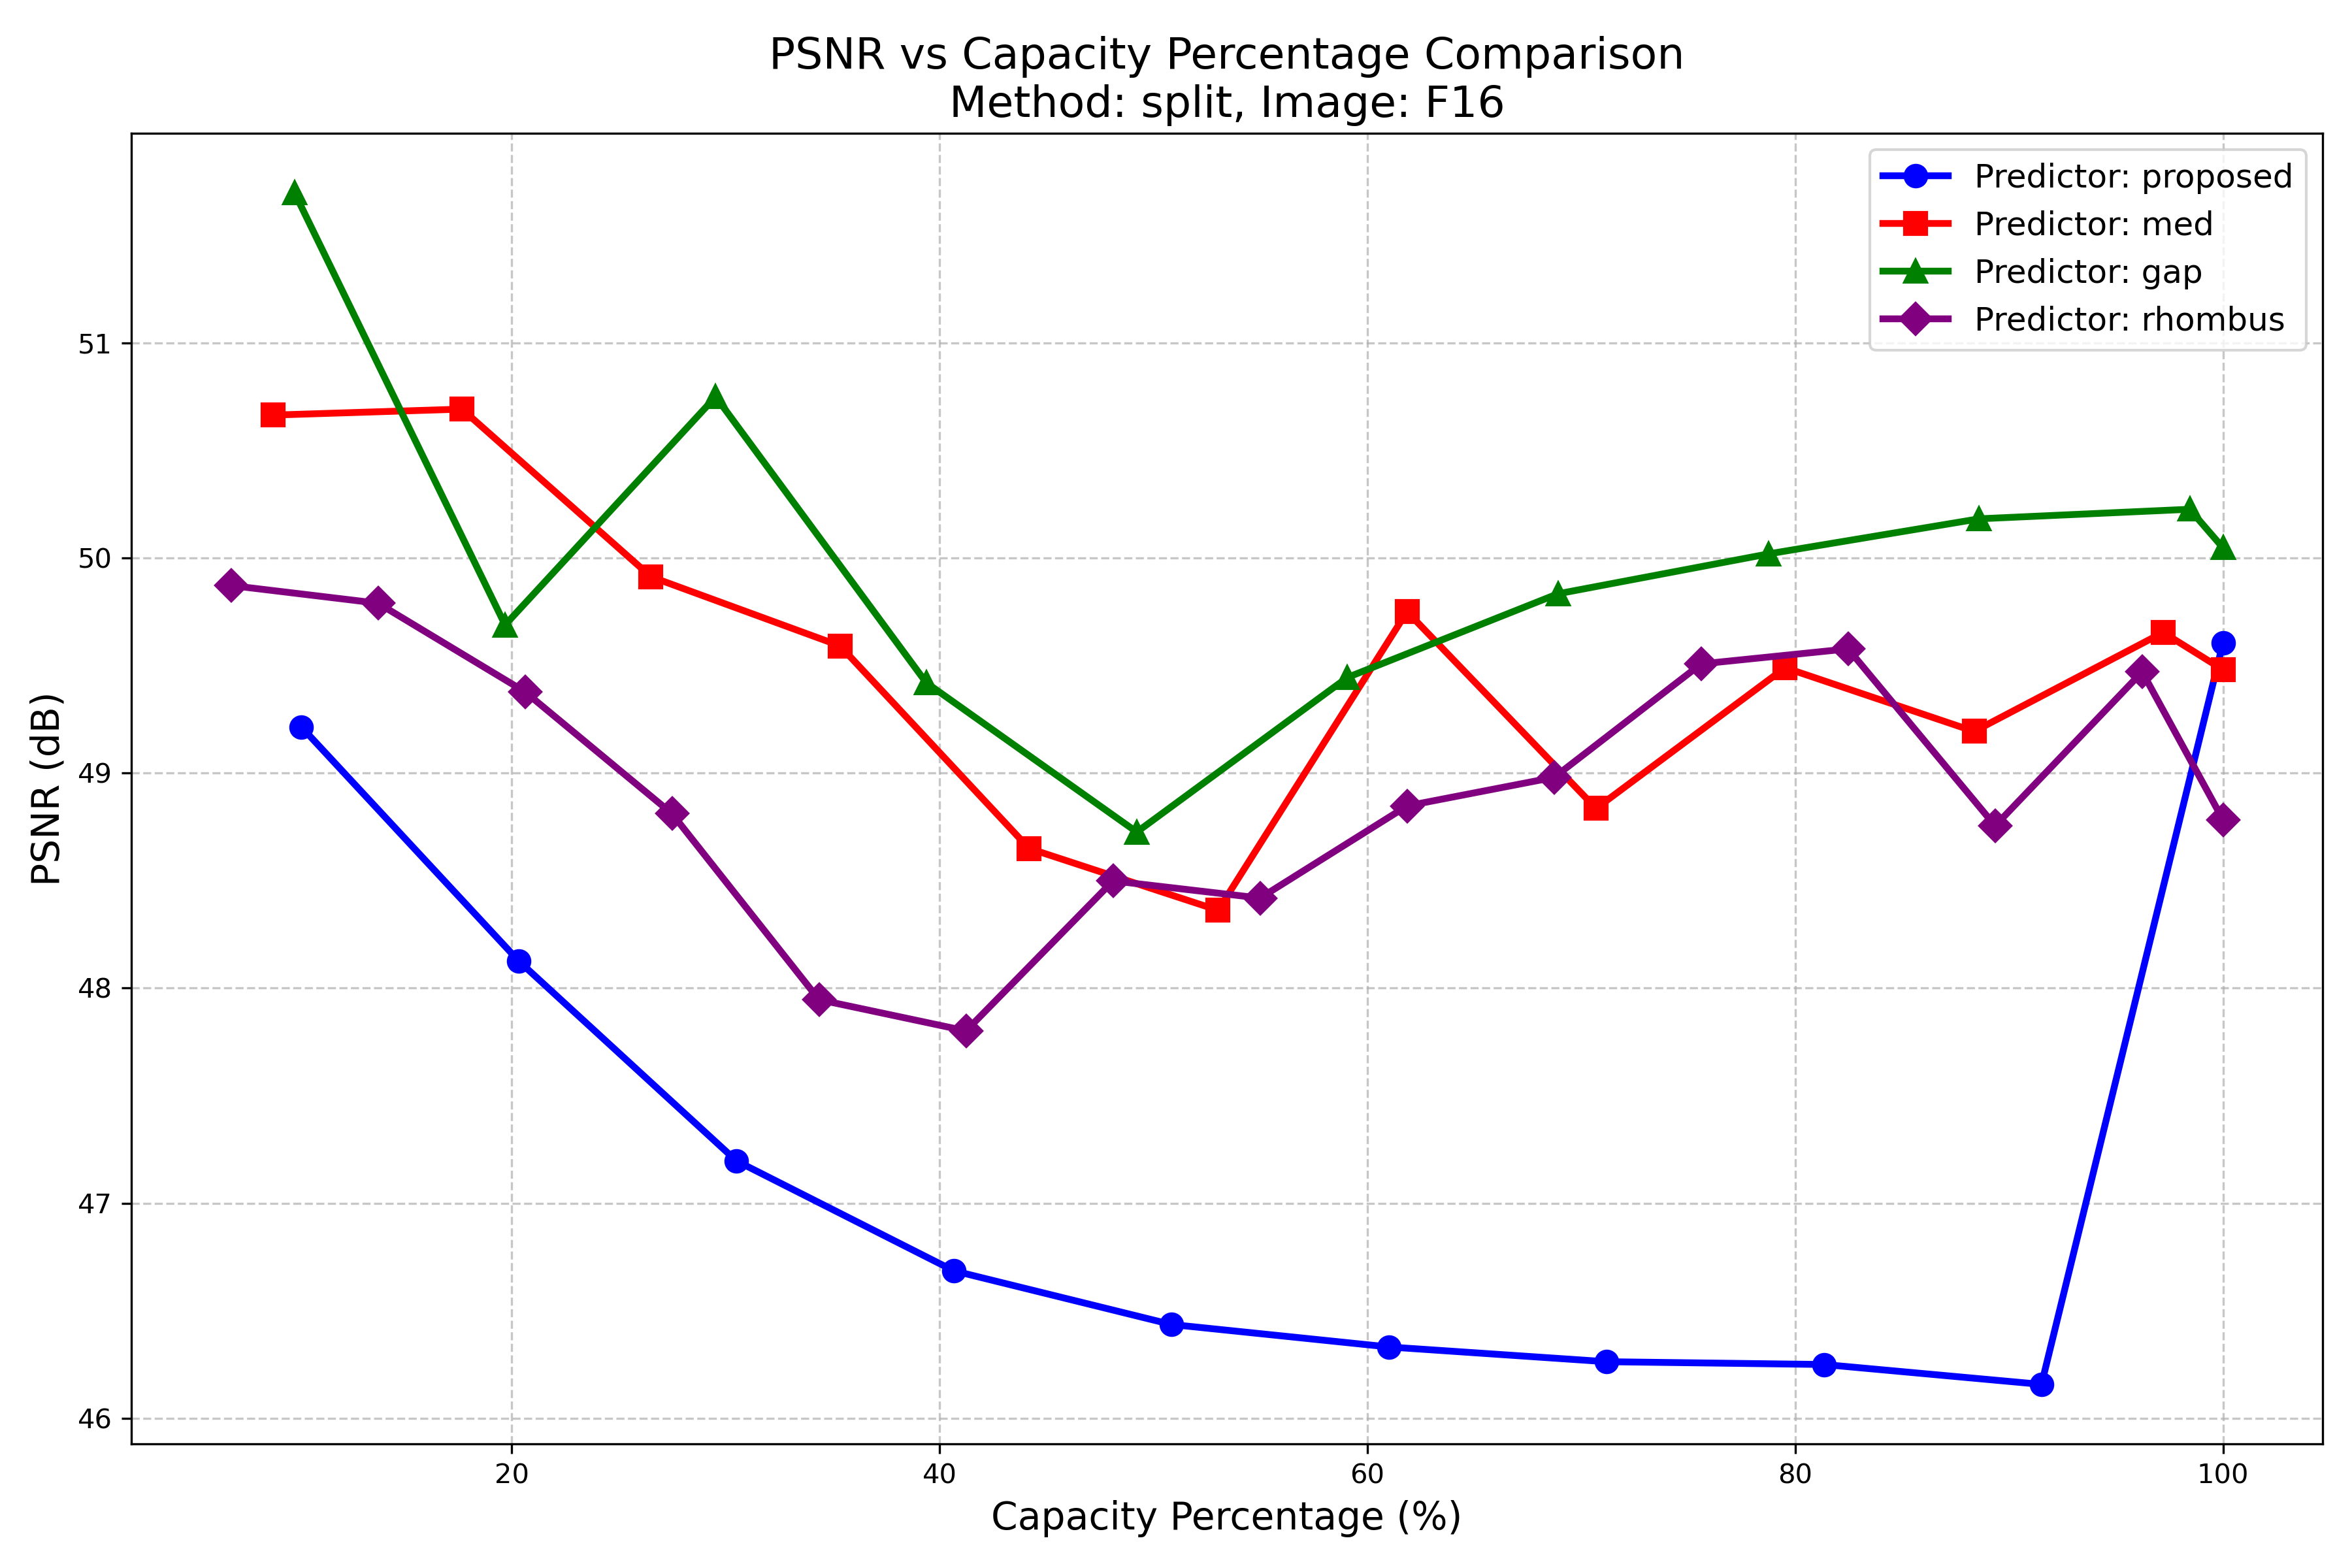 PSNR vs Capacity Percentage Comparison
Method: split, Image: F16
Predictor: proposed
Predictor: med
Predictor: gap
Predictor: rhombus
PSNR (dB)
51
50
49
48
47
46
20
40
60
80
100
Capacity Percentage (%)